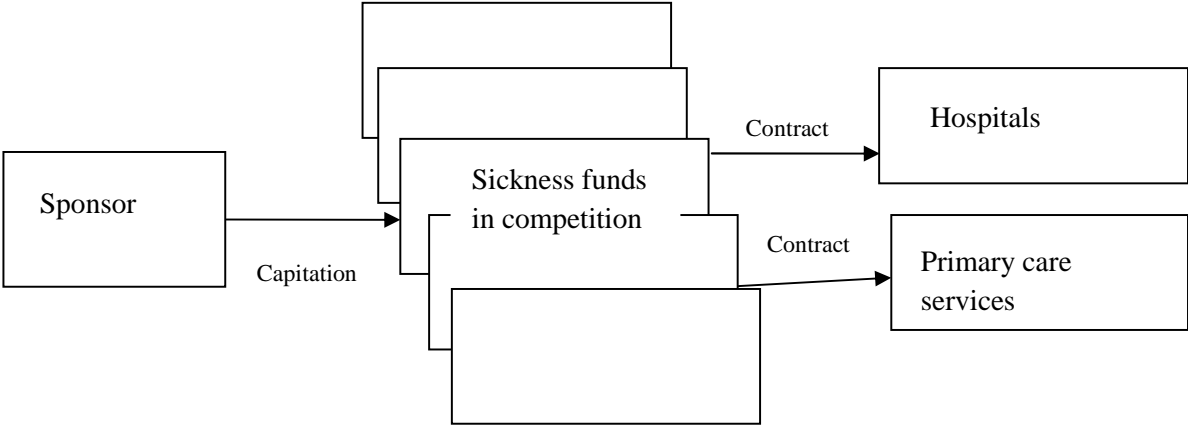 Sponsor
Capitation
Sickness funds
in competition
Contract
Hospitals
Contract
Primary care
services